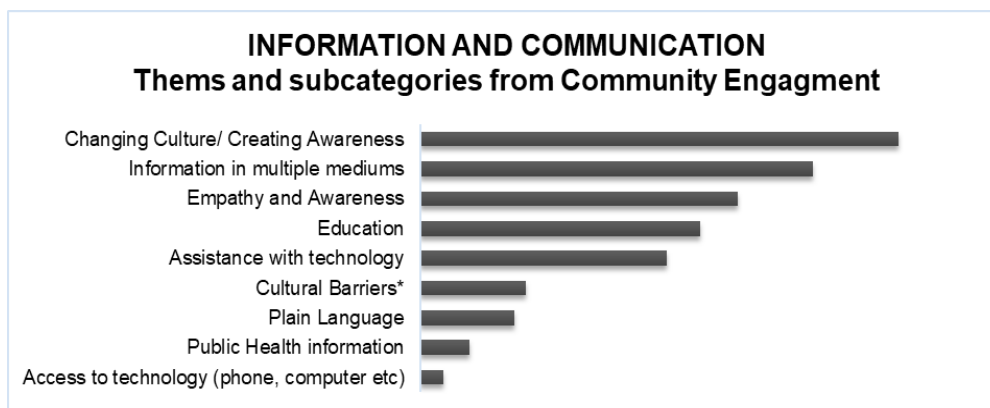 INFORMATION AND COMMUNICATION
Thems and subcategories from Community Engagment
Changing Culture/ Creating Awareness
Information in multiple mediums
Empathy and Awareness
Education
Assistance with technology
Cultural Barriers*
Plain Language
Public Health information
Access to technology (phone, computer etc)